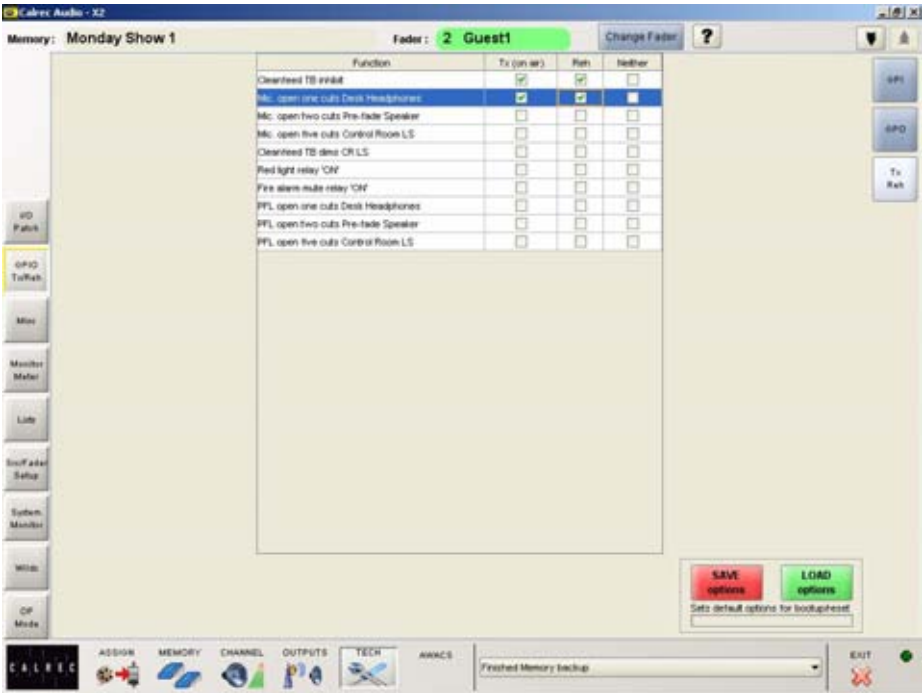 Calrec Audio - X2
Memory: Monday Show 1 Fader: 2 Guest1 Change Fader ?
Function Tx (on air) Reh Neither
Cleanfeed TB inhibit
Mic. open one cuts Desk Headphones
Mic. open two cuts Pre-fade Speaker
Mic. open five cuts Control Room LS
Cleanfeed TB dims CR LS
Red light relay 'ON'
Fire alarm mute relay 'ON'
PFL open one cuts Desk Headphones
PFL open two cuts Pre-fade Speaker
PFL open five cuts Control Room LS
GPI
GPO
Tx
Reh
I/O
Patch
GPIO
Tx/Reh
Misc
Monitor
Meter
Lists
Src/Fader
Setup
System
Monitor
Wilds
OP
Mode
SAVE
options
LOAD
options
Sets default options for bootup/reset
CALREC ASSIGN MEMORY CHANNEL OUTPUTS TECH AWACS
Finished Memory backup
EXIT